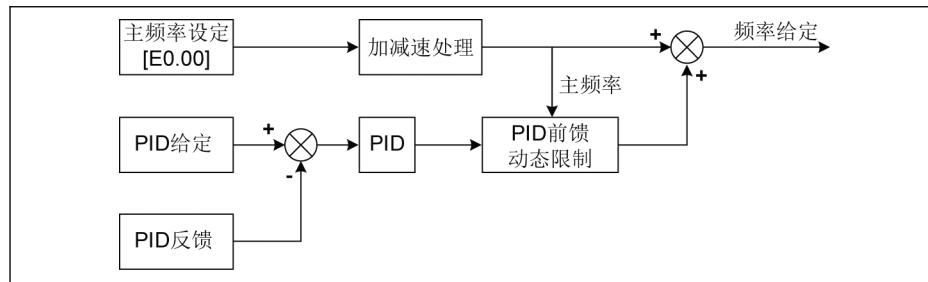 主频率设定
[E0.00]
加减速处理
+
频率给定
+
主频率
PID给定
+
-
PID
PID前馈
动态限制
PID反馈